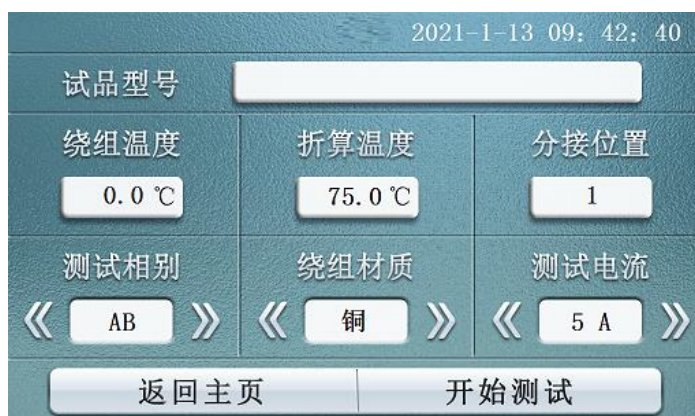 2021-1-13 09：42：40
试品型号
绕组温度 折算温度 分接位置
0.0 ℃ 75.0 ℃ 1
测试相别 绕组材质 测试电流
《 AB 》 《 铜 》 《 5 A 》
返回主页 开始测试